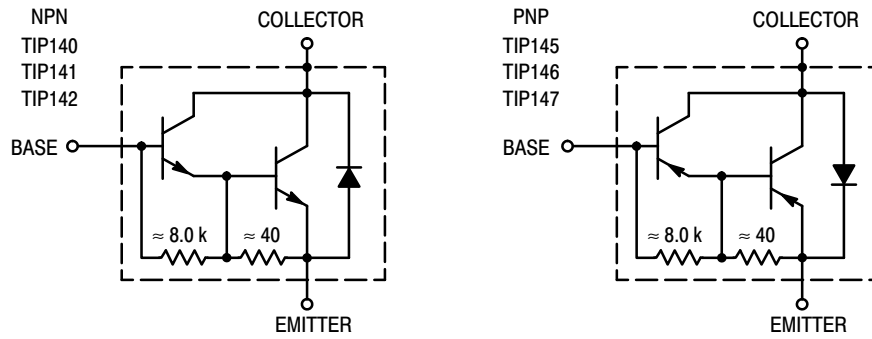 NPN
TIP140
TIP141
TIP142
COLLECTOR
BASE
≈ 8.0 k
≈ 40
EMITTER
PNP
TIP145
TIP146
TIP147
COLLECTOR
BASE
≈ 8.0 k
≈ 40
EMITTER